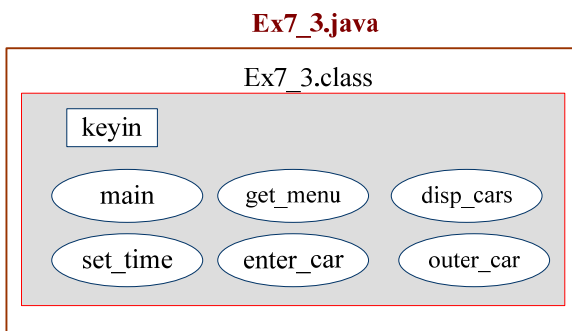 Ex7_3.java
Ex7_3.class
keyin
main get_menu disp_cars
set_time enter_car outer_car